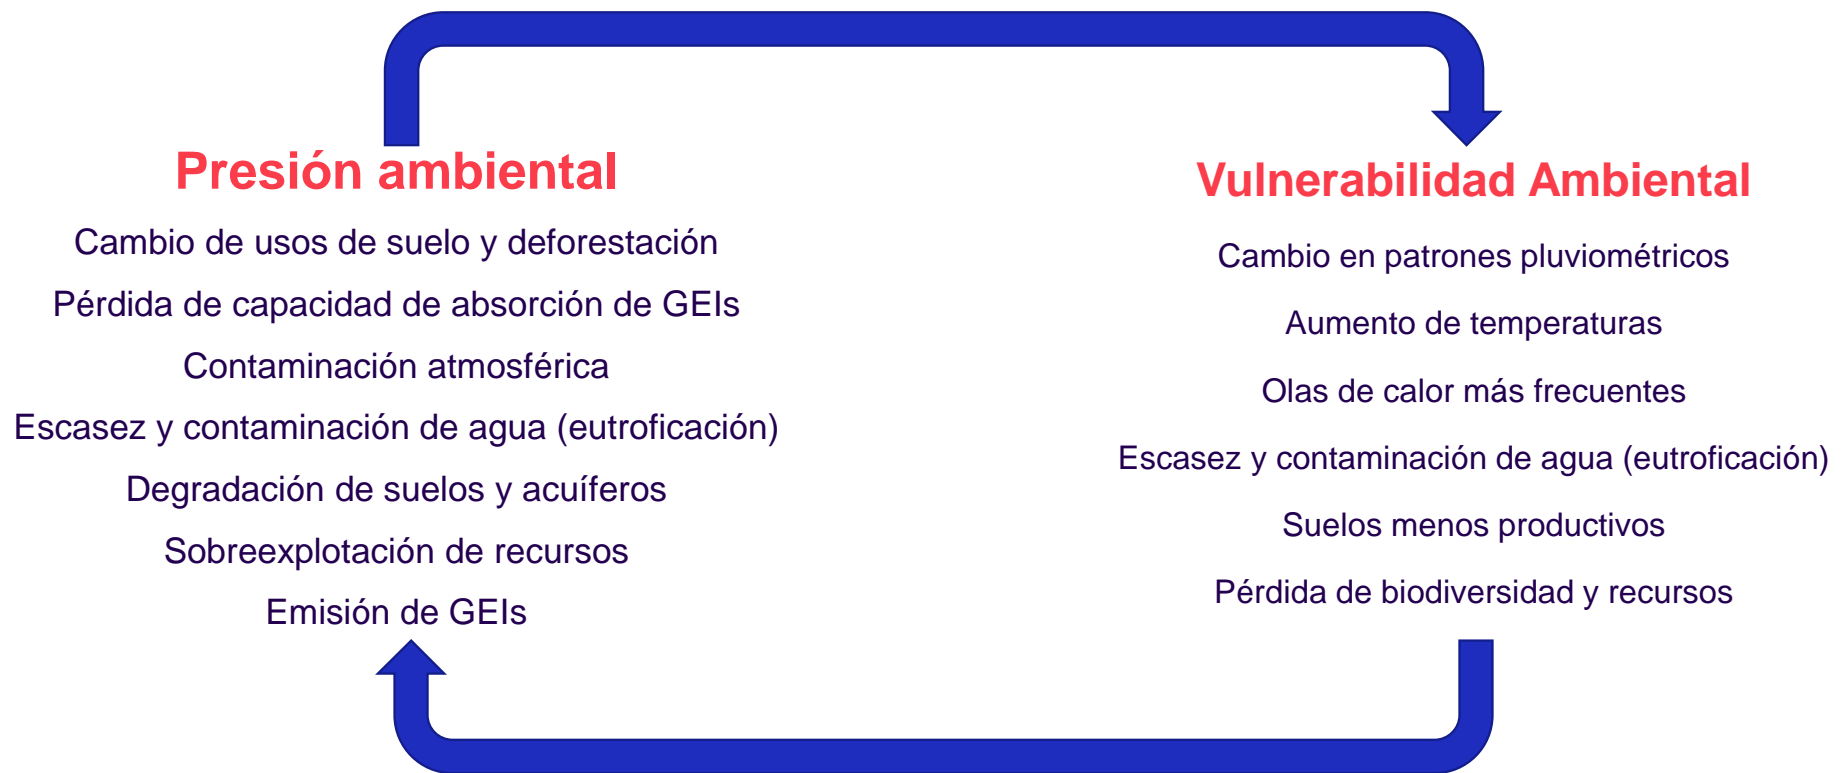 Presión ambiental
Cambio de usos de suelo y deforestación
Pérdida de capacidad de absorción de GEIs
Contaminación atmosférica
Escasez y contaminación de agua (eutroficación)
Degradación de suelos y acuíferos
Sobreexplotación de recursos
Emisión de GEIs
Vulnerabilidad Ambiental
Cambio en patrones pluviométricos
Aumento de temperaturas
Olas de calor más frecuentes
Escasez y contaminación de agua (eutroficación)
Suelos menos productivos
Pérdida de biodiversidad y recursos